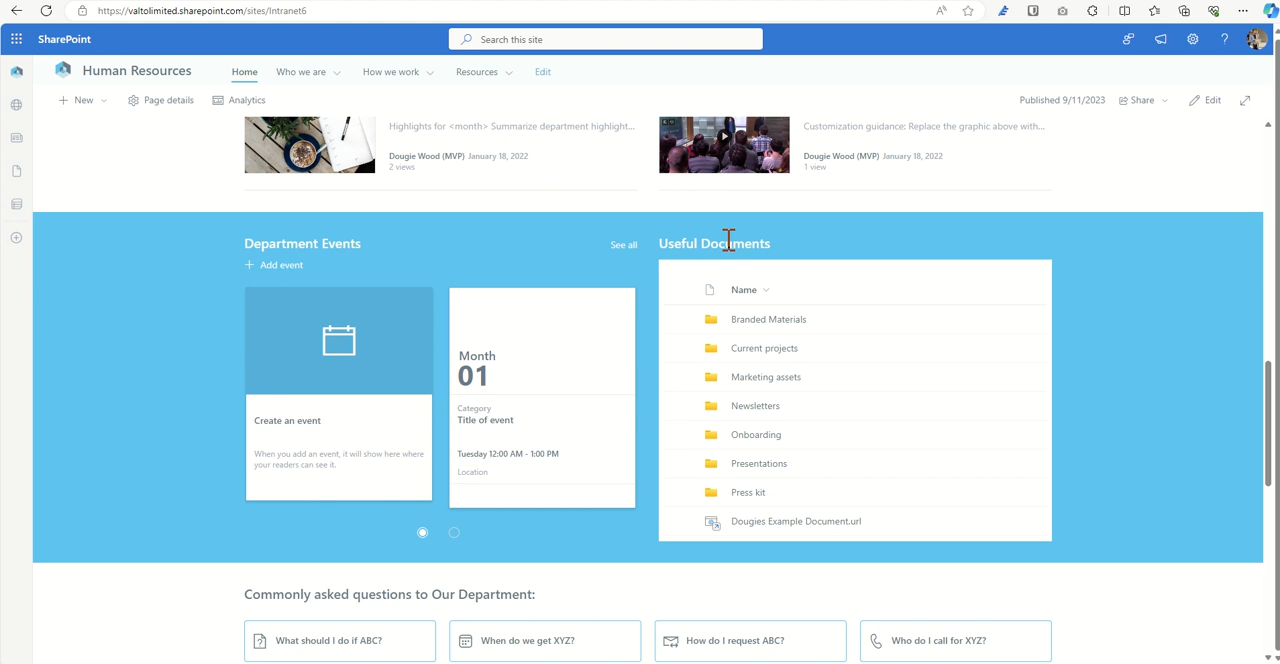 https://valtolimited.sharepoint.com/sites/Intranet6
SharePoint
Search this site
Human Resources
Home
Who we are
How we work
Resources
Edit
New
Page details
Analytics
Published 9/11/2023
Share
Edit
Highlights for <month> Summarize department highlight...
Dougie Wood (MVP) January 18, 2022
2 views
Customization guidance: Replace the graphic above with...
Dougie Wood (MVP) January 18, 2022
1 view
Department Events
See all
Add event
Create an event
When you add an event, it will show here where
your readers can see it.
Month
01
Category
Title of event
Tuesday 12:00 AM - 1:00 PM
Location
Useful Documents
Name
Branded Materials
Current projects
Marketing assets
Newsletters
Onboarding
Presentations
Press kit
Dougies Example Document.url
Commonly asked questions to Our Department:
What should I do if ABC?
When do we get XYZ?
How do I request ABC?
Who do I call for XYZ?